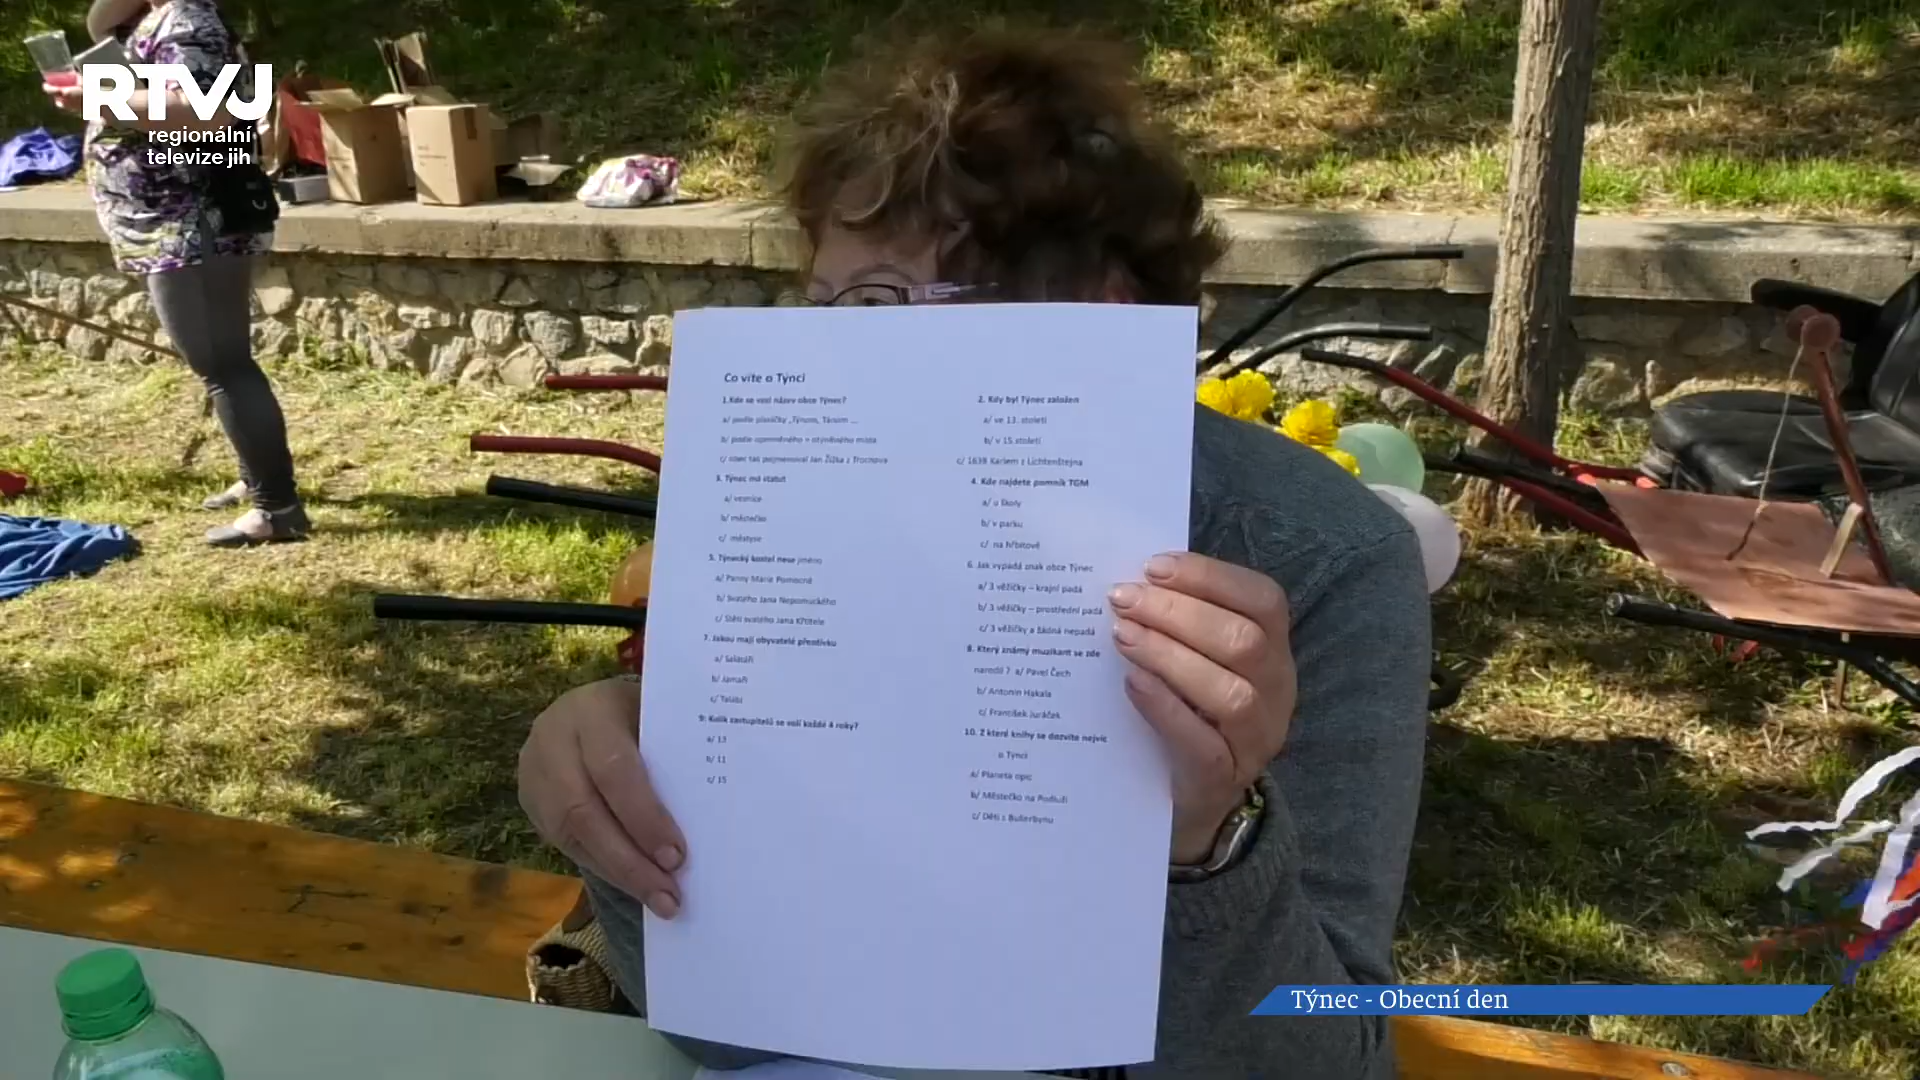 RTVJ
regionální
televize jih
Co víte o Týnci
1. Kde se vzal název obce Týnec?
a/ podle písničky „Týnom, Tánom ...
b/ podle opevněného = otýněného místa
c/ obec tak pojmenoval Jan Žižka z Trocnova
3. Týnec má statut
a/ vesnice
b/ městečko
c/ městyse
5. Týnecký kostel nese jméno
a/ Panny Marie Pomocné
b/ Svatého Jana Nepomuckého
c/ Stětí svatého Jana Křtitele
7. Jakou mají obyvatelé přezdívku
a/ Salátáři
b/ Jamaři
c/ Talabi
9. Kolik zastupitelů se volí každé 4 roky?
a/ 13
b/ 11
c/ 15
2. Kdy byl Týnec založen
a/ ve 13. století
b/ v 15.století
c/ 1639 Karlem z Lichtenštejna
4. Kde najdete pomník TGM
a/ u školy
b/ v parku
c/ na hřbitově
6. Jak vypadá znak obce Týnec
a/ 3 věžičky – krajní padá
b/ 3 věžičky – prostřední padá
c/ 3 věžičky a žádná nepadá
8. Který známý muzikant se zde
narodil ? a/ Pavel Čech
b/ Antonín Hakala
c/ František Juráček
10. Z které knihy se dozvíte nejvíc
o Týnci
a/ Planeta opic
b/ Městečko na Podluží
c/ Děti z Bullerbynu
Týnec - Obecní den